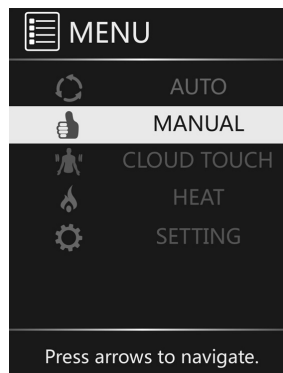 MENU
AUTO
MANUAL
CLOUD TOUCH
HEAT
SETTING
Press arrows to navigate.